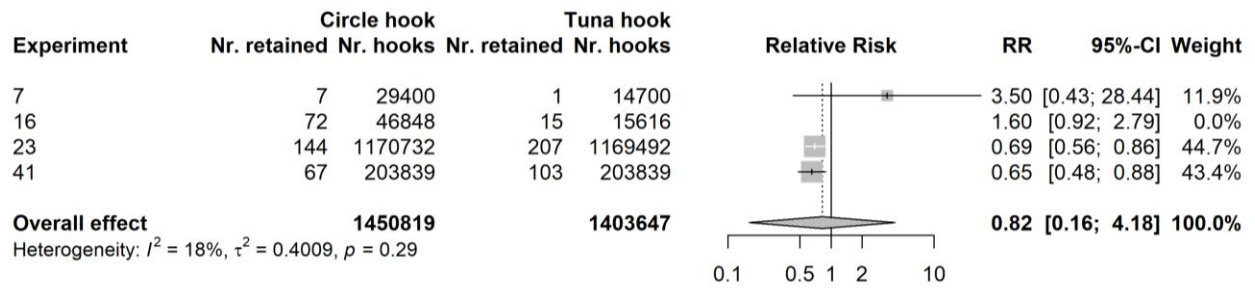 Circle hook Tuna hook
Experiment Nr. retained Nr. hooks Nr. retained Nr. hooks Relative Risk RR 95%-CI Weight
7 7 29400 1 14700 3.50 [0.43; 28.44] 11.9%
16 72 46848 15 15616 1.60 [0.92; 2.79] 0.0%
23 144 1170732 207 1169492 0.69 [0.56; 0.86] 44.7%
41 67 203839 103 203839 0.65 [0.48; 0.88] 43.4%
Overall effect 1450819 1403647 0.82 [0.16; 4.18] 100.0%
Heterogeneity: I² = 18%, τ² = 0.4009, p = 0.29
0.1 0.5 1 2 10